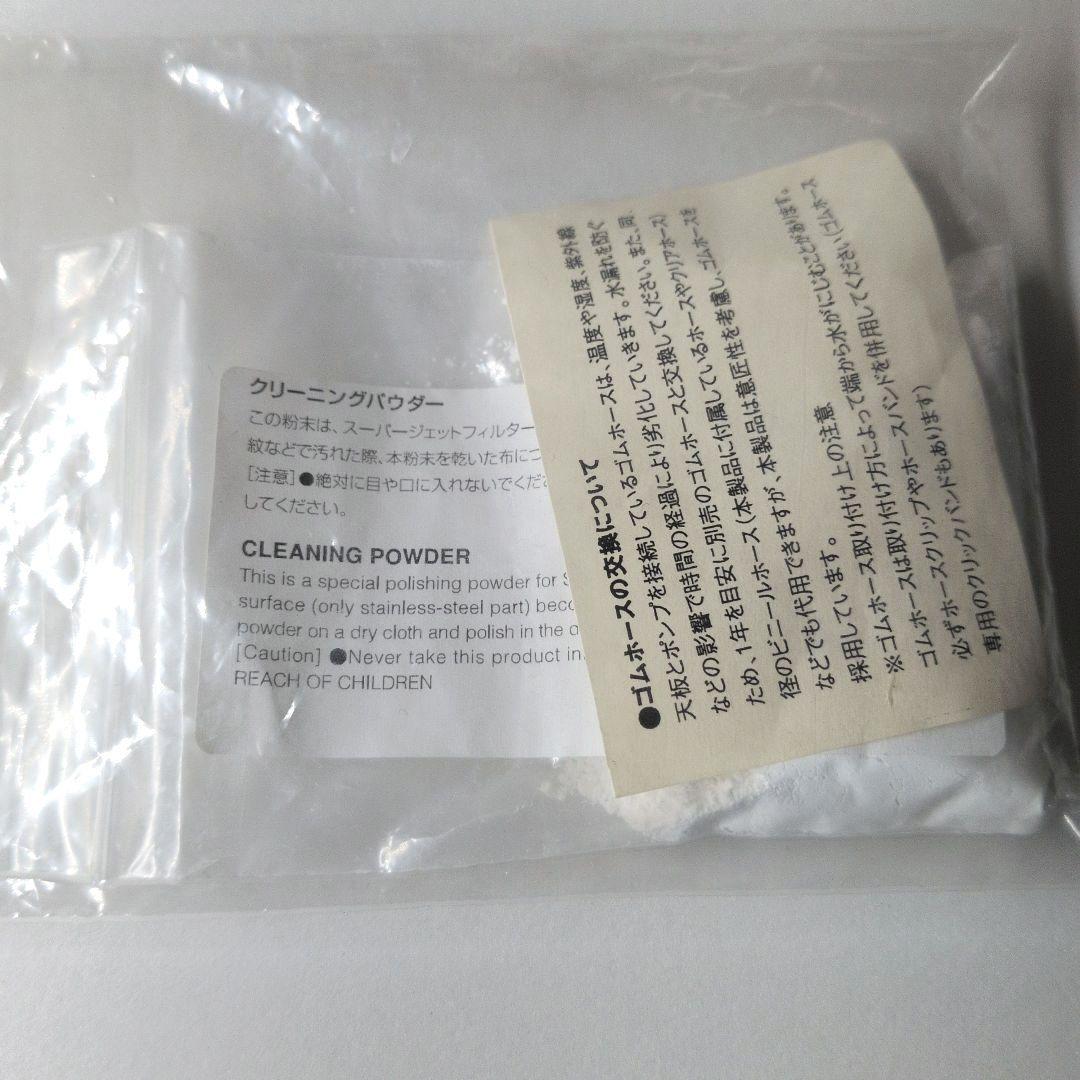 クリーニングパウダー
この粉末は、スーパージェットフィルター
紋などで汚れた際、本粉末を乾いた布につ
[注意]●絶対に目や口に入れないでくだ
してください。
CLEANING POWDER
This is a special polishing powder for S
surface (only stainless-steel part) bec
powder on a dry cloth and polish in the
[Caution] ●Never take this product in
REACH OF CHILDREN
●ゴムホースの交換について
天板とポンプを接続しているゴムホースは、温度や湿度、紫外線
などの影響で時間の経過により劣化していきます。水漏れを防ぐ
ため、1年を目安に別売のゴムホースと交換してください。また、同
径のビニールホース(本製品に付属しているホースやクリアホース)
などでも代用できますが、本製品は意匠性を考慮し、ゴムホースを
採用しています。
※ゴムホース取り付け上の注意
ゴムホースは取り付け方によって端から水がにじむことがあります。
必ずホースクリップやホースバンドを併用してください(ゴムホース
専用のクリックバンドもあります)